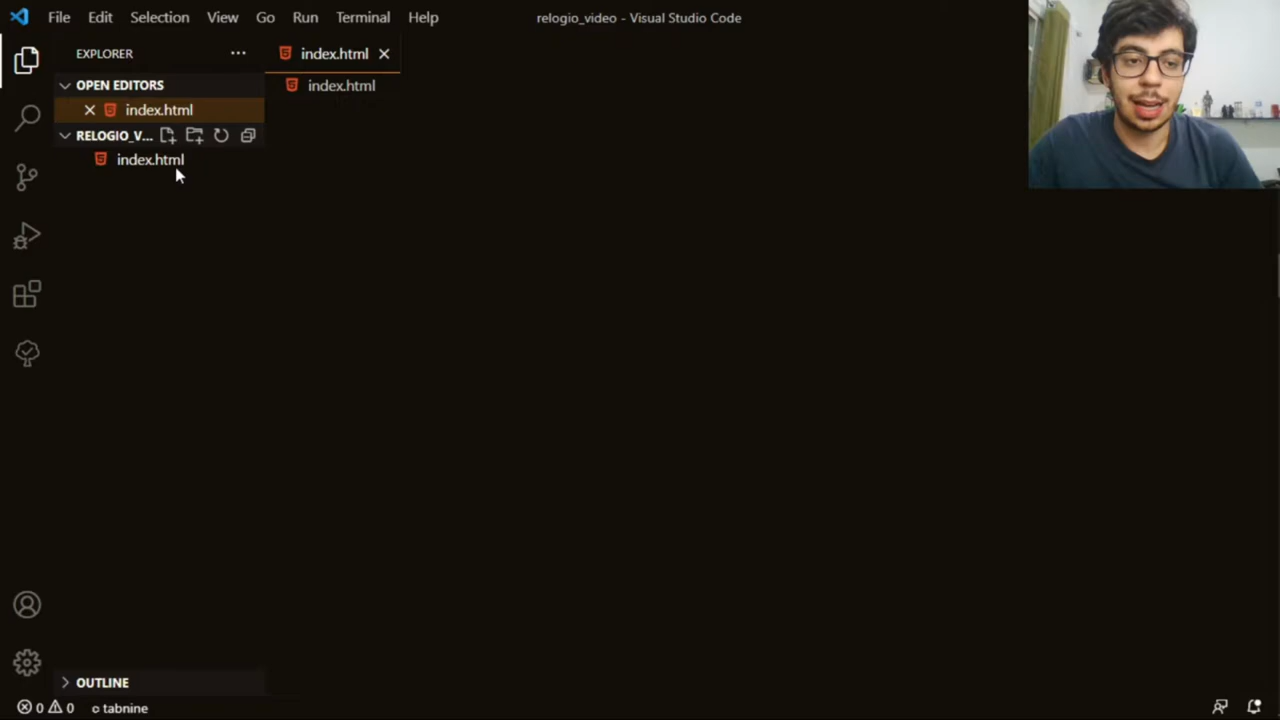 File Edit Selection View Go Run Terminal Help
relogio_video - Visual Studio Code
EXPLORER
index.html
OPEN EDITORS
index.html
index.html
RELOGIO_V...
index.html
OUTLINE
0 0 tabnine